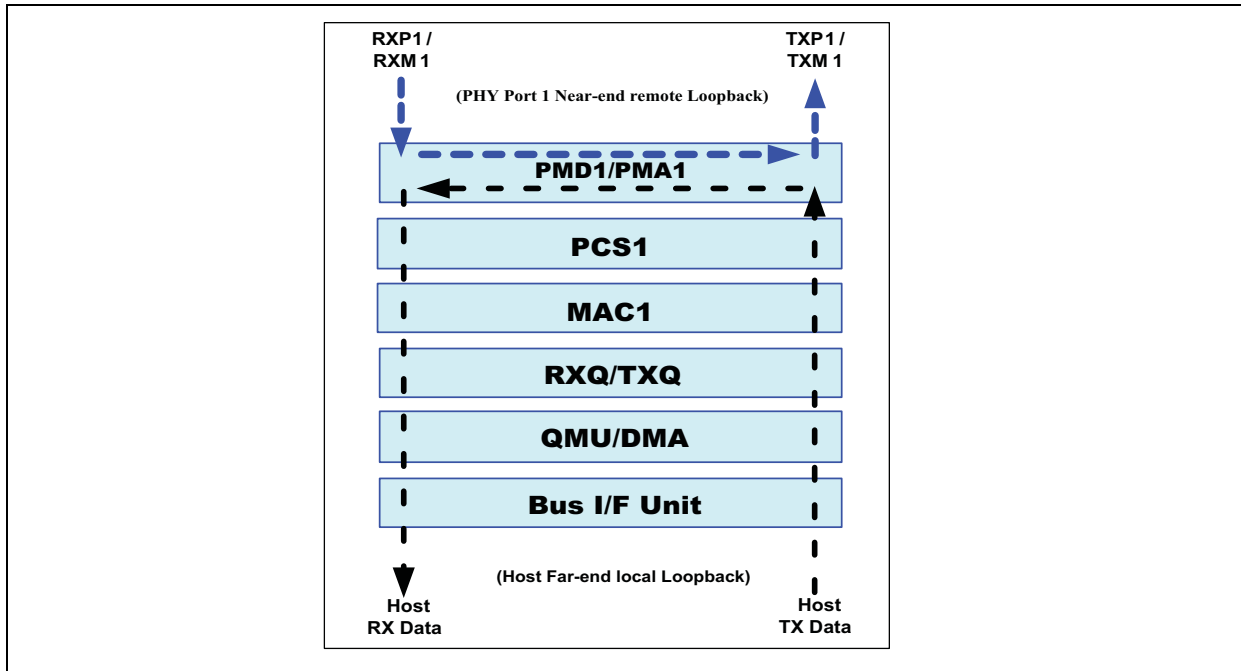 RXP1 /
RXM 1
TXP1 /
TXM 1
(PHY Port 1 Near-end remote Loopback)
PMD1/PMA1
PCS1
MAC1
RXQ/TXQ
QMU/DMA
Bus I/F Unit
(Host Far-end local Loopback)
Host
RX Data
Host
TX Data